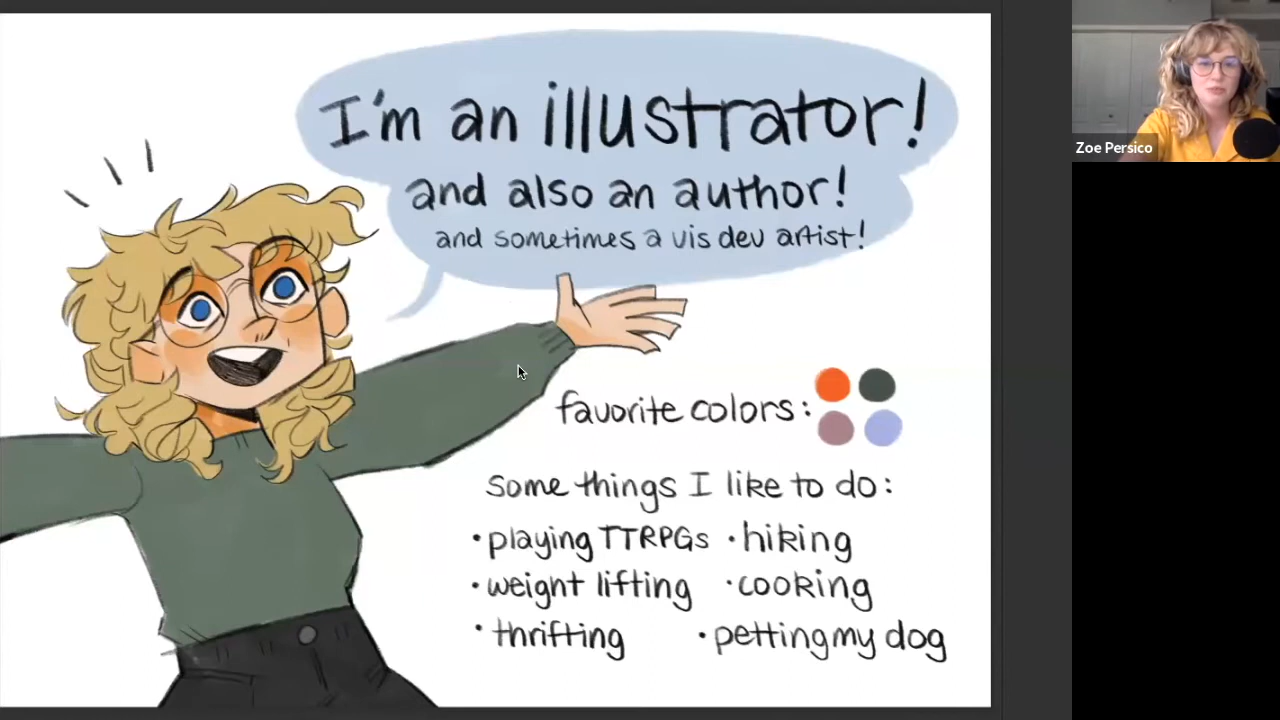 I'm an illustrator!
and also an author!
and sometimes a vis dev artist!
favorite colors:
some things I like to do:
• playing TTRPGs • hiking
• weight lifting • cooking
• thrifting • petting my dog
Zoe Persico